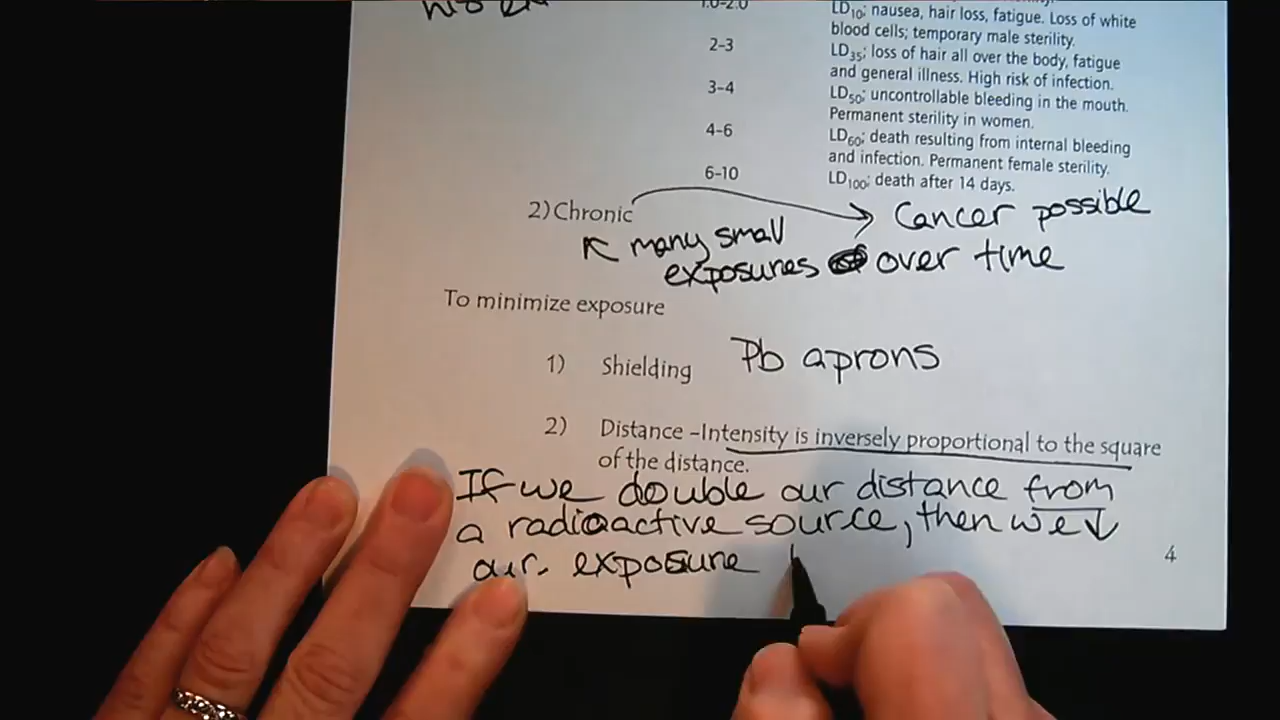 1.0-2.0 LD10; nausea, hair loss, fatigue. Loss of white
blood cells; temporary male sterility.
2-3 LD35; loss of hair all over the body, fatigue
and general illness. High risk of infection.
3-4 LD50; uncontrollable bleeding in the mouth.
Permanent sterility in women.
4-6 LD60; death resulting from internal bleeding
and infection. Permanent female sterility.
6-10 LD100; death after 14 days.
2) Chronic → Cancer possible
↖ many small
exposures over time
To minimize exposure
1) Shielding Pb aprons
2) Distance –Intensity is inversely proportional to the square
of the distance.
If we double our distance from
a radioactive source, then we ↓
our exposure
4